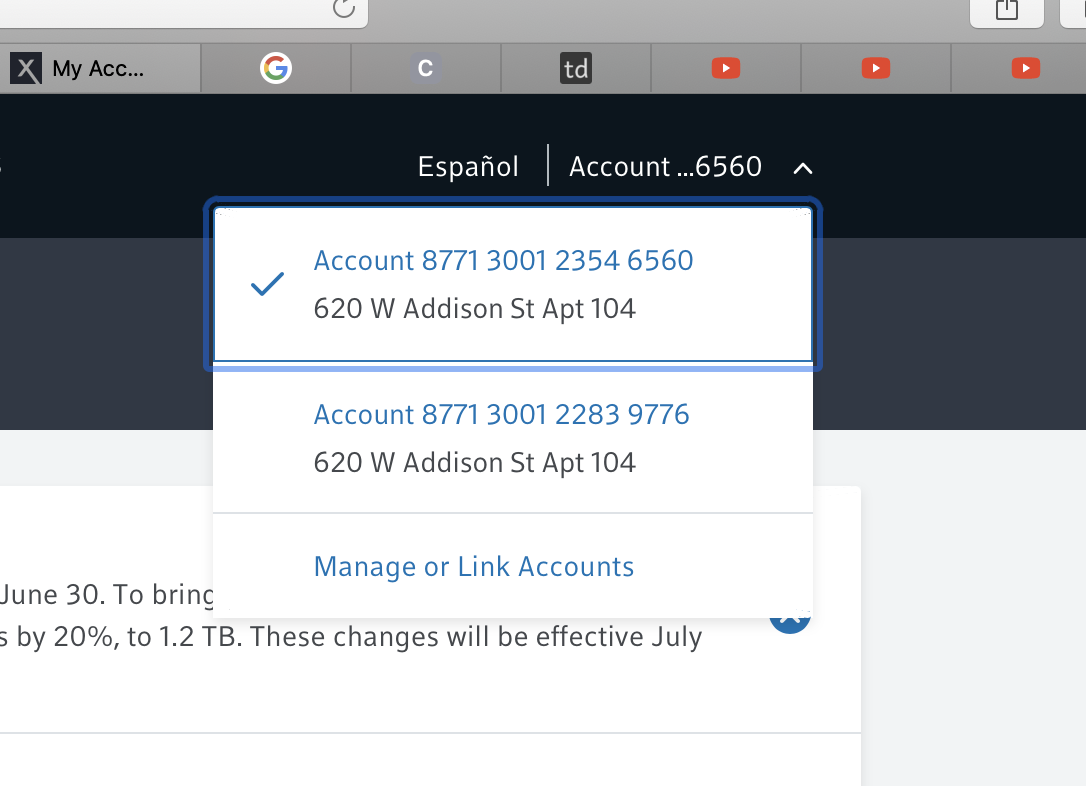 My Acc...
C
td
Español
Account ...6560
Account 8771 3001 2354 6560
620 W Addison St Apt 104
Account 8771 3001 2283 9776
620 W Addison St Apt 104
Manage or Link Accounts
June 30. To bring
s by 20%, to 1.2 TB. These changes will be effective July